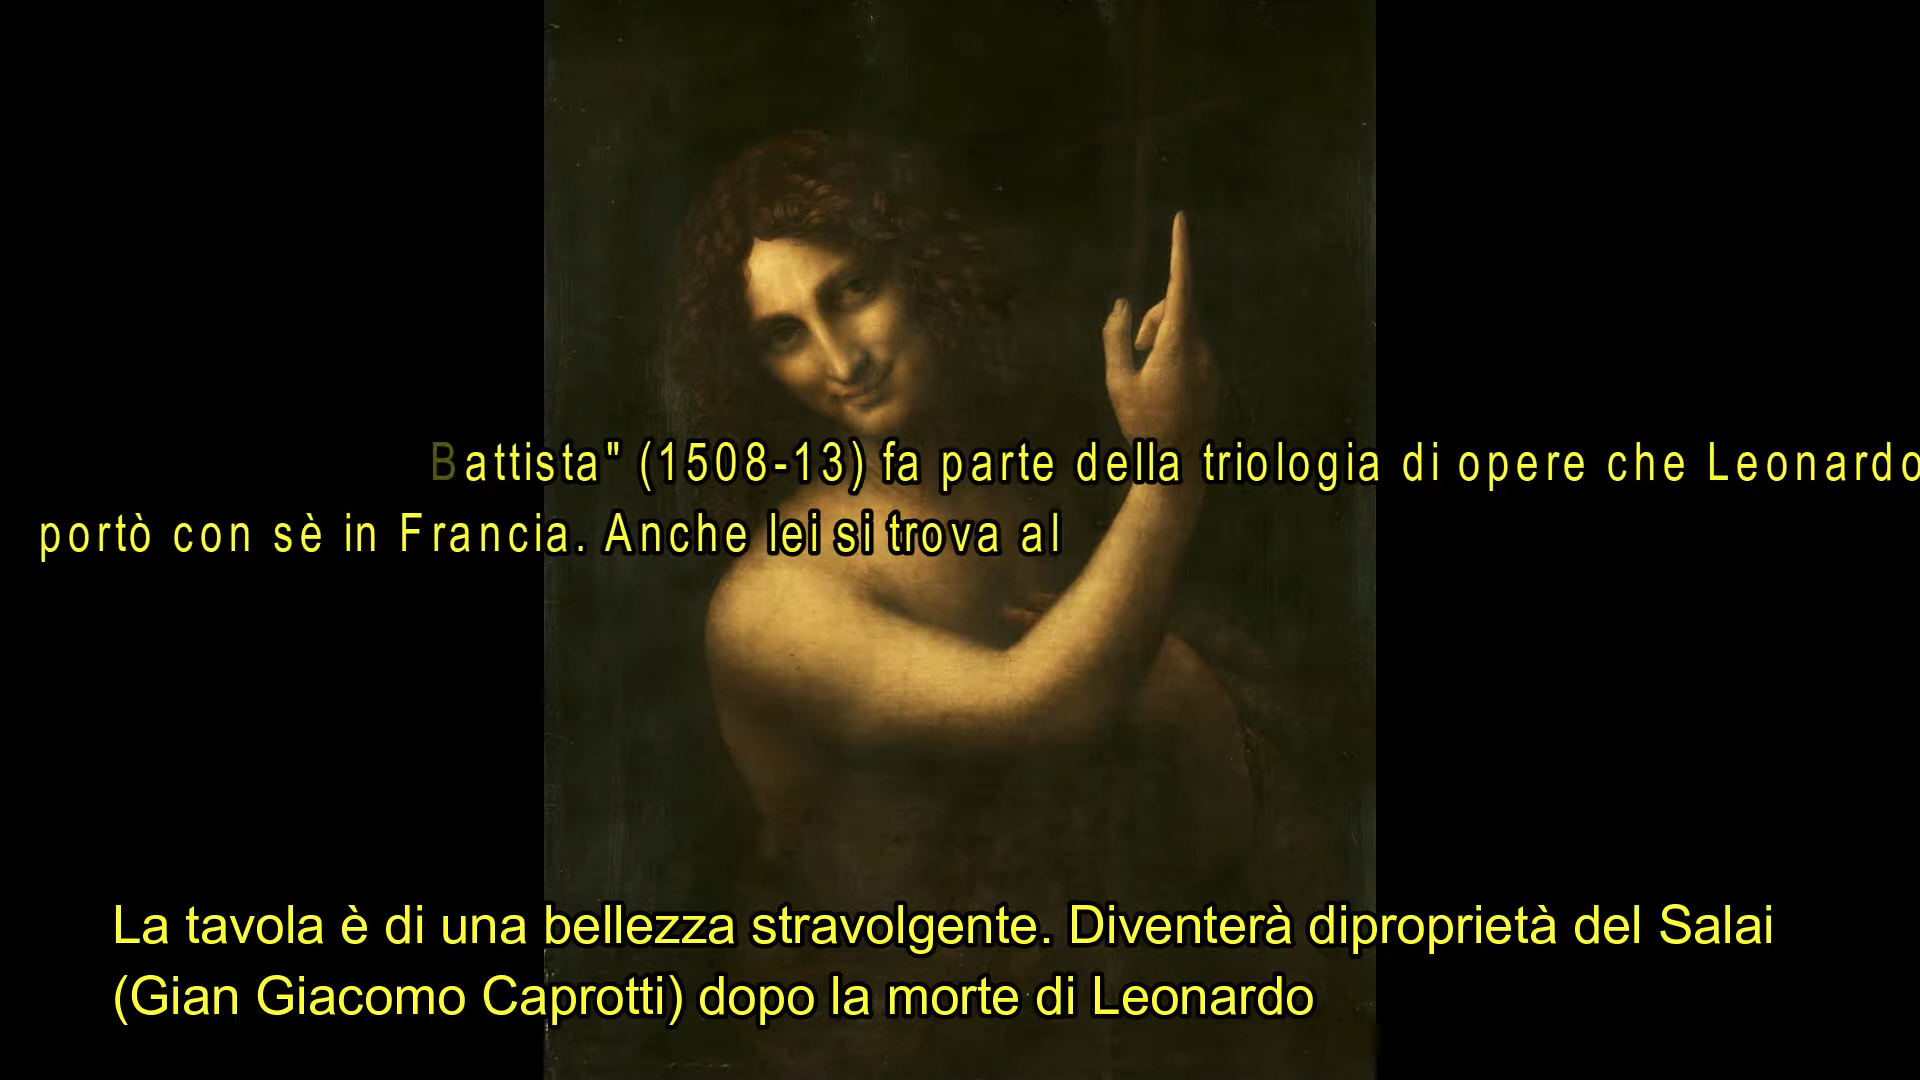 Battista" (1508-13) fa parte della triologia di opere che Leonardo
portò con sè in Francia. Anche lei si trova al
La tavola è di una bellezza stravolgente. Diventerà diproprietà del Salai
(Gian Giacomo Caprotti) dopo la morte di Leonardo